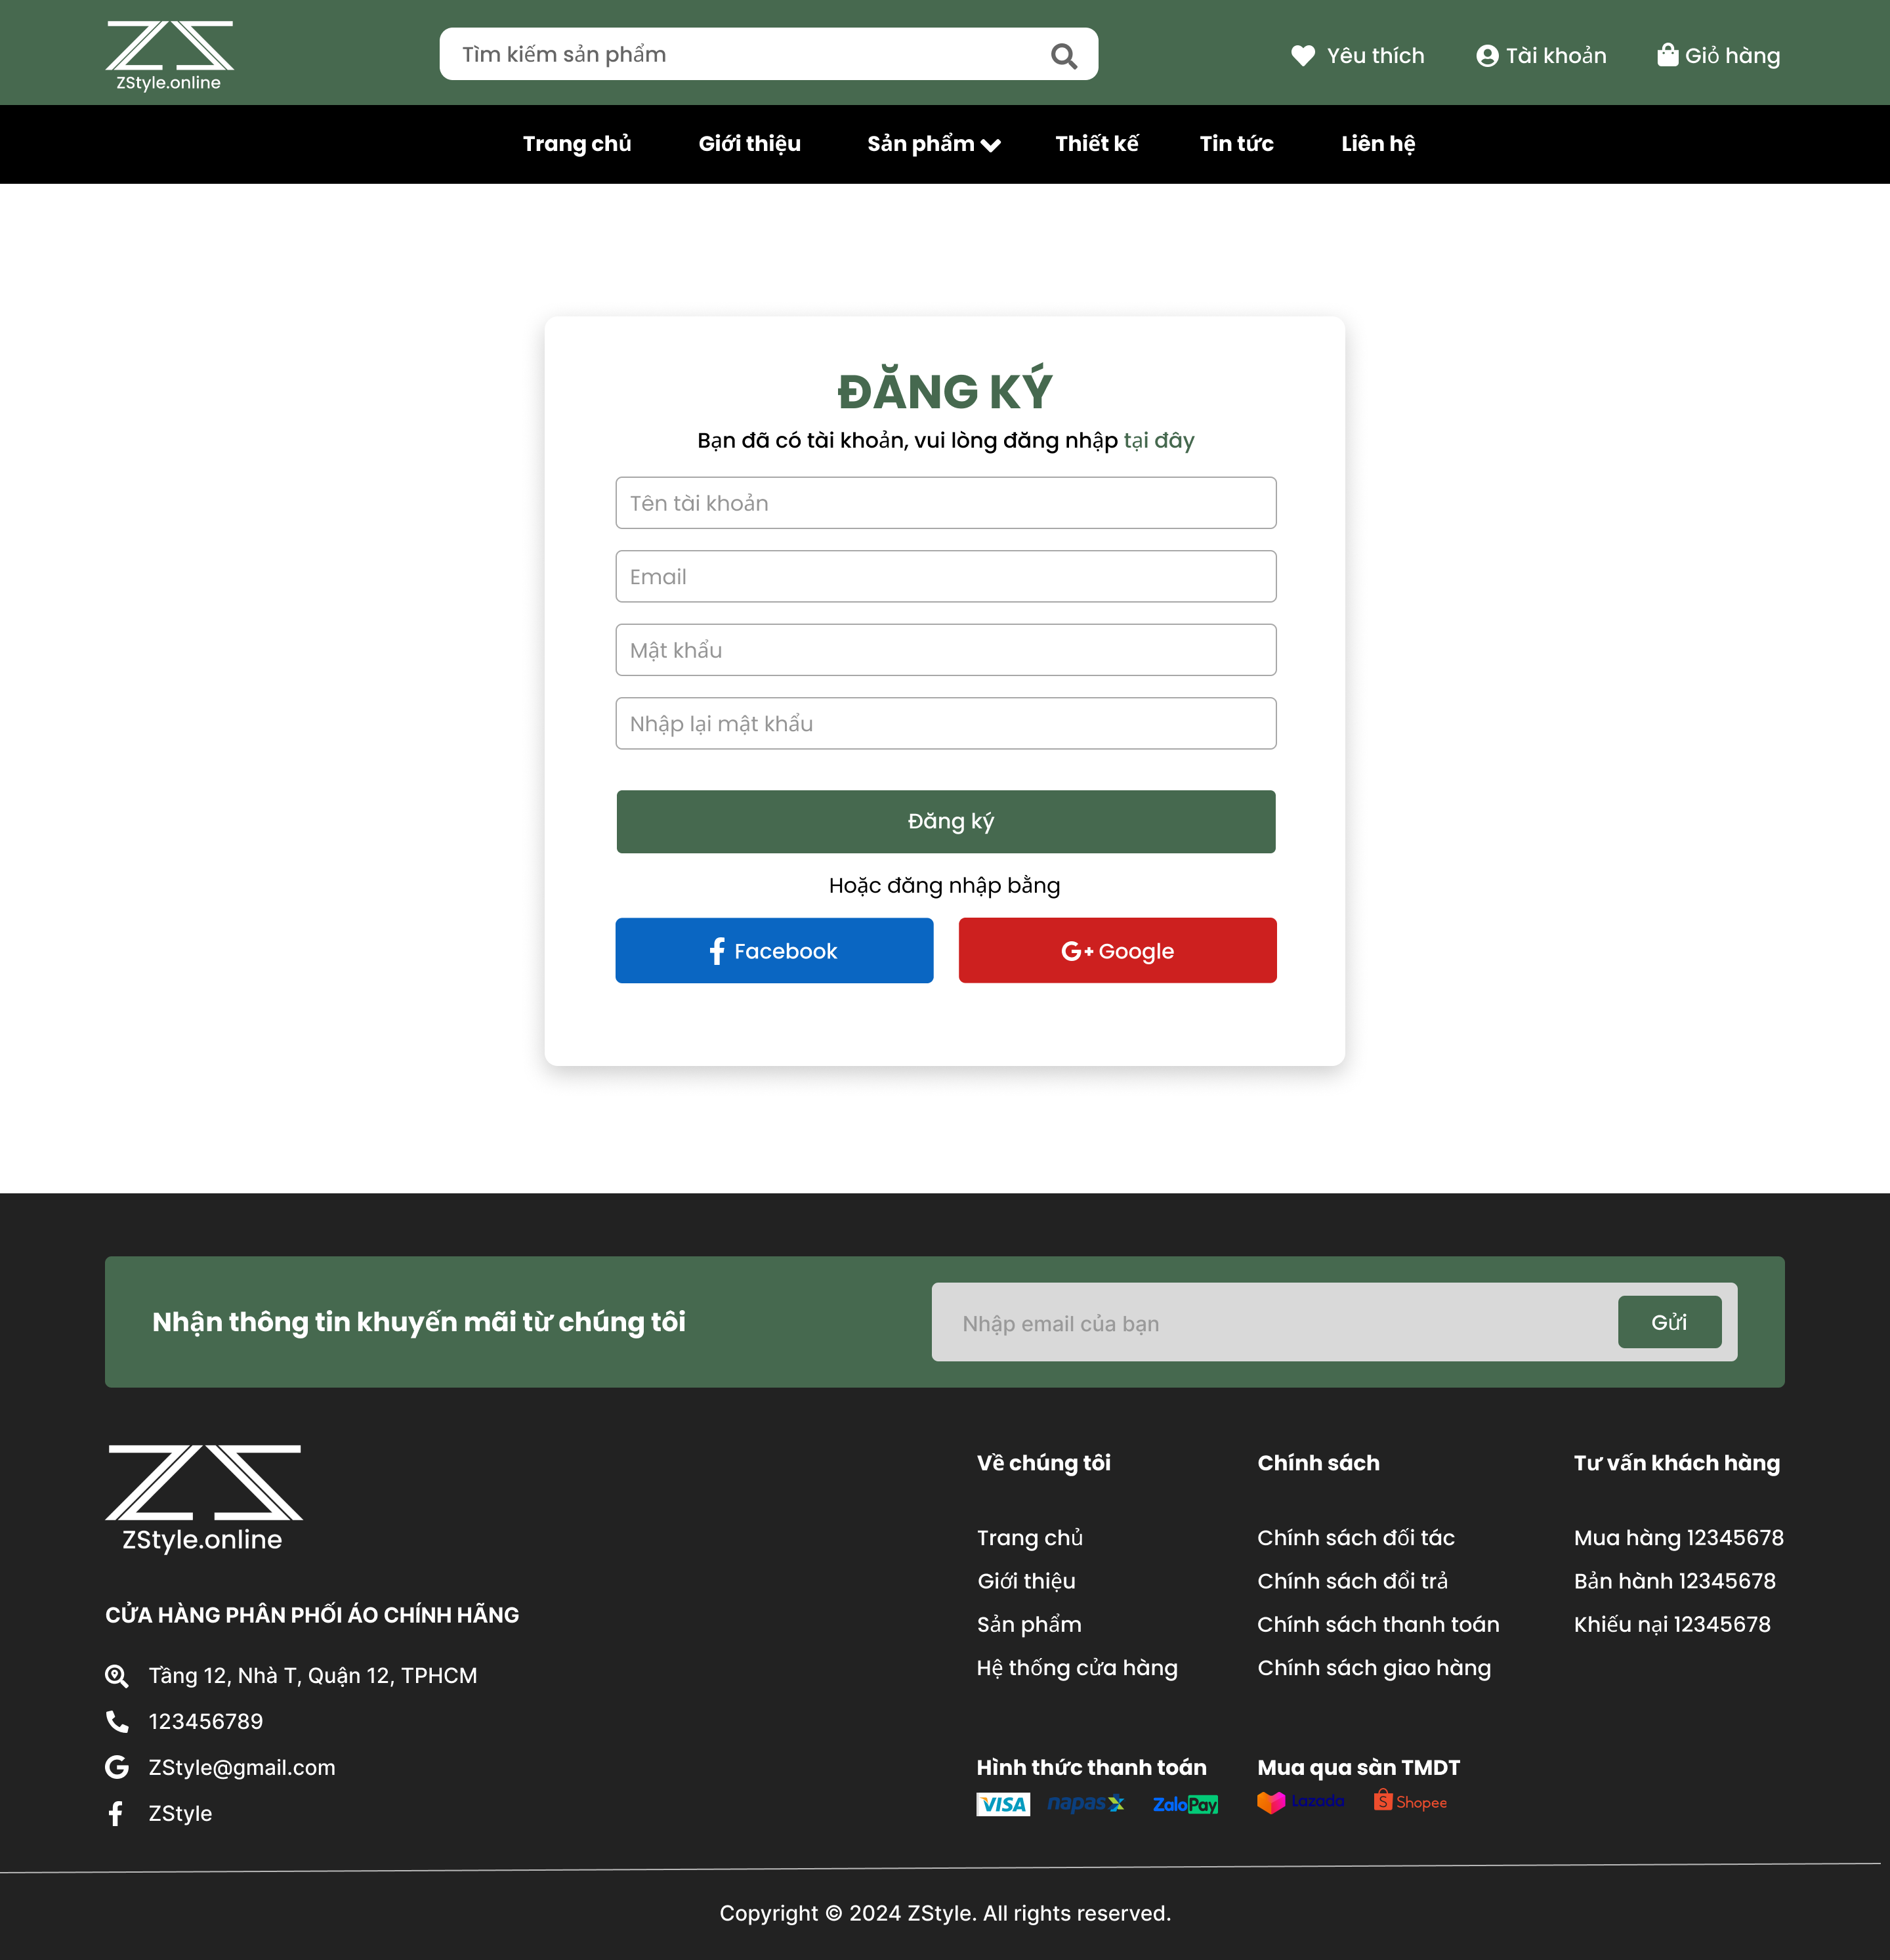 ZStyle.online
Tìm kiếm sản phẩm
Yêu thích
Tài khoản
Giỏ hàng
Trang chủ
Giới thiệu
Sản phẩm
Thiết kế
Tin tức
Liên hệ
ĐĂNG KÝ
Bạn đã có tài khoản, vui lòng đăng nhập tại đây
Tên tài khoản
Email
Mật khẩu
Nhập lại mật khẩu
Đăng ký
Hoặc đăng nhập bằng
Facebook
G+ Google
Nhận thông tin khuyến mãi từ chúng tôi
Nhập email của bạn
Gửi
ZStyle.online
CỬA HÀNG PHÂN PHỐI ÁO CHÍNH HÃNG
Tầng 12, Nhà T, Quận 12, TPHCM
123456789
ZStyle@gmail.com
ZStyle
Về chúng tôi
Trang chủ
Giới thiệu
Sản phẩm
Hệ thống cửa hàng
Chính sách
Chính sách đối tác
Chính sách đổi trả
Chính sách thanh toán
Chính sách giao hàng
Tư vấn khách hàng
Mua hàng 12345678
Bản hành 12345678
Khiếu nại 12345678
Hình thức thanh toán
VISA
napas
ZaloPay
Mua qua sàn TMDT
Lazada
Shopee
Copyright © 2024 ZStyle. All rights reserved.